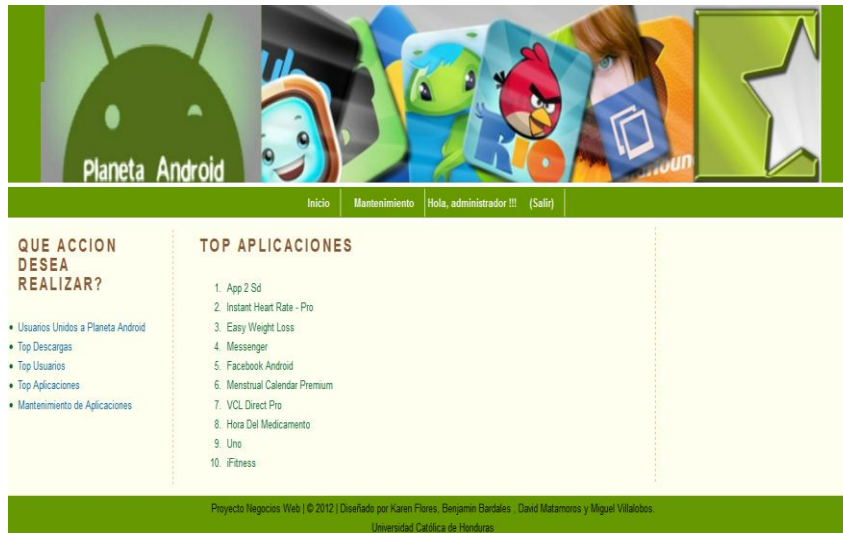 Planeta Android
RIO
Inicio
Mantenimiento
Hola, administrador !!!
(Salir)
QUE ACCION
DESEA
REALIZAR?
Usuarios Unidos a Planeta Android
Top Descargas
Top Usuarios
Top Aplicaciones
Mantenimiento de Aplicaciones
TOP APLICACIONES
1. App 2 Sd
2. Instant Heart Rate - Pro
3. Easy Weight Loss
4. Messenger
5. Facebook Android
6. Menstrual Calendar Premium
7. VCL Direct Pro
8. Hora Del Medicamento
9. Uno
10. iFitness
Proyecto Negocios Web | © 2012 | Diseñado por Karen Flores, Benjamin Bardales , David Matamoros y Miguel Villalobos.
Universidad Católica de Honduras